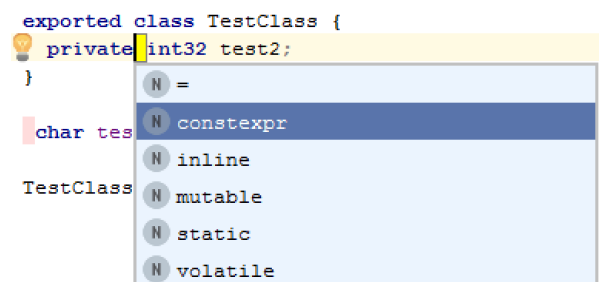 exported class TestClass {
private int32 test2;
}
N =
N constexpr
char tes
N inline
N mutable
TestClass
N static
N volatile